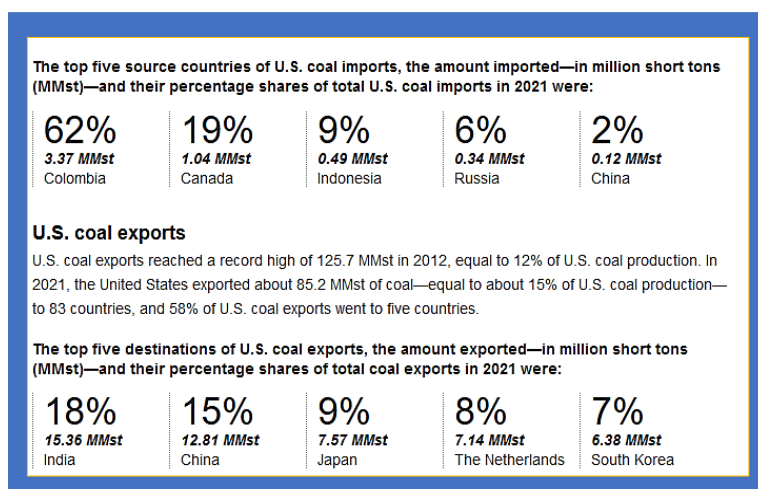 The top five source countries of U.S. coal imports, the amount imported—in million short tons
(MMst)—and their percentage shares of total U.S. coal imports in 2021 were:
62% 19% 9% 6% 2%
3.37 MMst 1.04 MMst 0.49 MMst 0.34 MMst 0.12 MMst
Colombia Canada Indonesia Russia China
U.S. coal exports
U.S. coal exports reached a record high of 125.7 MMst in 2012, equal to 12% of U.S. coal production. In
2021, the United States exported about 85.2 MMst of coal—equal to about 15% of U.S. coal production—
to 83 countries, and 58% of U.S. coal exports went to five countries.
The top five destinations of U.S. coal exports, the amount exported—in million short tons
(MMst)—and their percentage shares of total coal exports in 2021 were:
18% 15% 9% 8% 7%
15.36 MMst 12.81 MMst 7.57 MMst 7.14 MMst 6.38 MMst
India China Japan The Netherlands South Korea